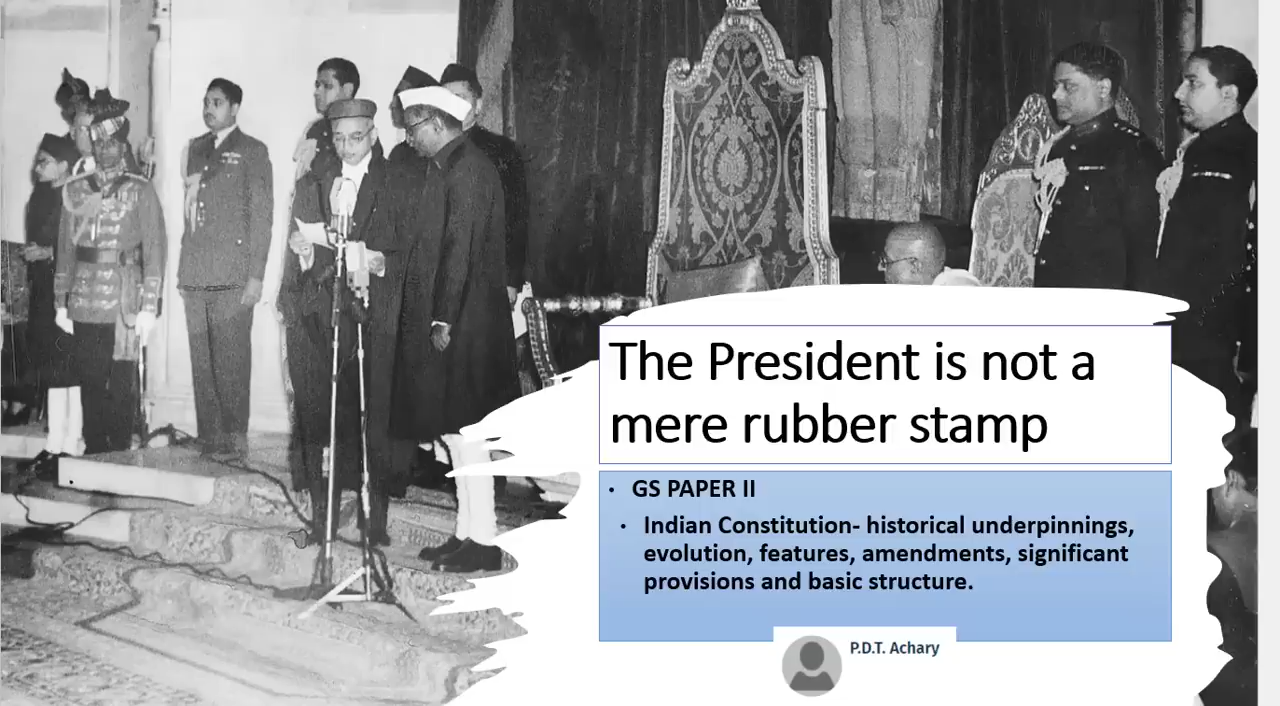 The President is not a
mere rubber stamp
• GS PAPER II
• Indian Constitution- historical underpinnings,
evolution, features, amendments, significant
provisions and basic structure.
P.D.T. Achary